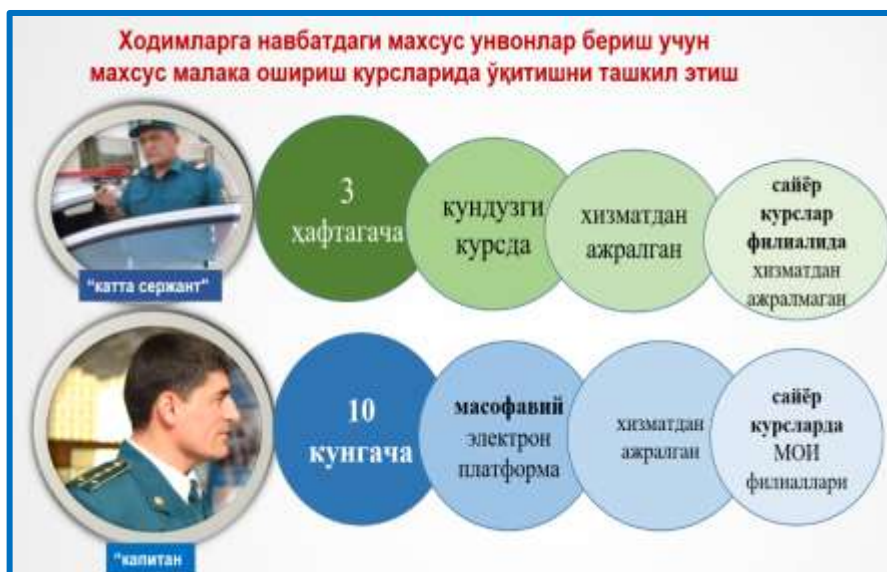 Ходимларга навбатдаги махсус унвонлар бериш учун
махсус малака ошириш курсларида ўқитишни ташкил этиш
3
ҳафтагача
кундузги
курсда
хизматдан
ажралган
сайёр
курслар
филиалида
хизматдан
ажралмаган
"катта сержант"
10
кунгача
масофавий
электрон
платформа
хизматдан
ажралган
сайёр
курсларда
МОИ
филиаллари
"капитан